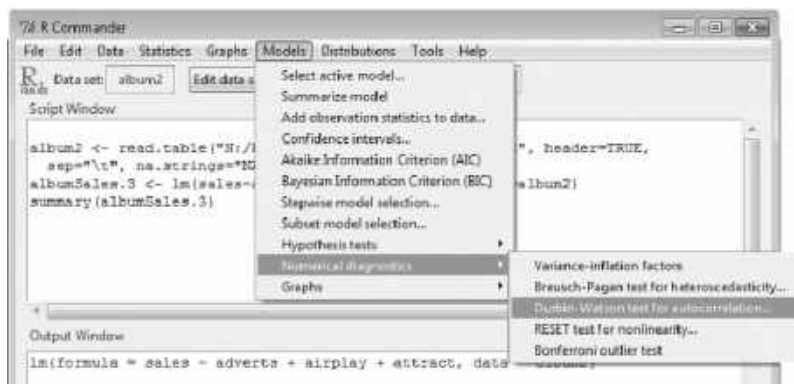 R Commander
File Edit Data Statistics Graphs Models Distributions Tools Help
Data set: album2 Edit data s
Script Window
album2 <- read.table("N:/ ", header=TRUE,
sep="\t", na.strings="N
albumSales.3 <- lm(sales~ album2)
summary(albumSales.3)
Select active model...
Summarize model
Add observation statistics to data...
Confidence intervals...
Akaike Information Criterion (AIC)
Bayesian Information Criterion (BIC)
Stepwise model selection...
Subset model selection...
Hypothesis tests
Numerical diagnostics
Graphs
Variance-inflation factors
Breusch-Pagan test for heteroscedasticity...
Durbin-Watson test for autocorrelation...
RESET test for nonlinearity...
Bonferroni outlier test
Output Window
lm(formula = sales ~ adverts + airplay + attract, data